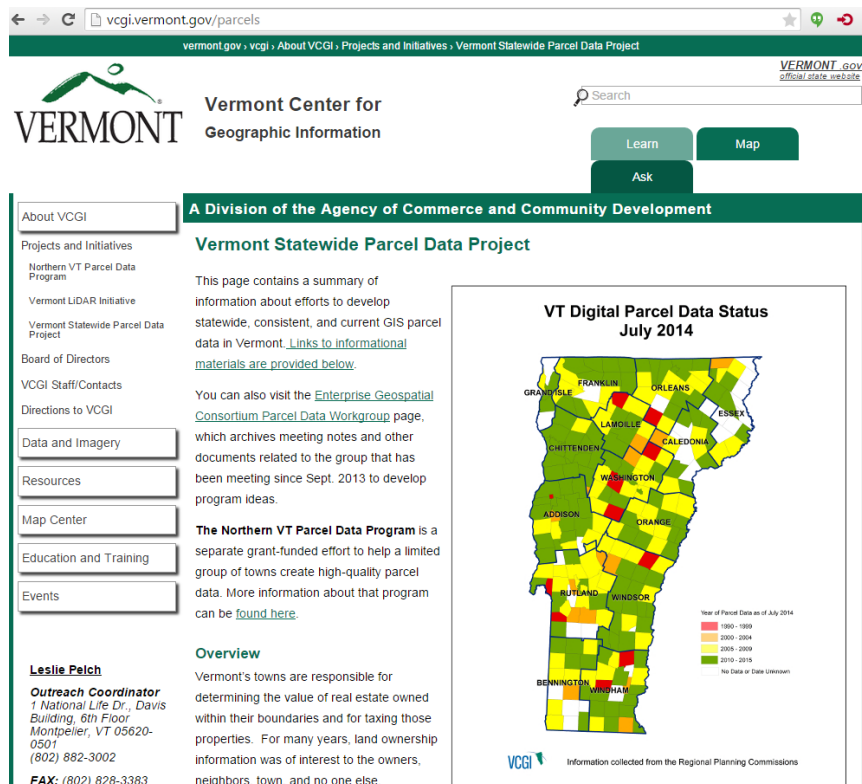 vcgi.vermont.gov/parcels
vermont.gov › vcgi › About VCGI › Projects and Initiatives › Vermont Statewide Parcel Data Project
VERMONT .GOV
official state website
VERMONT
Vermont Center for
Geographic Information
Search
Learn
Map
Ask
A Division of the Agency of Commerce and Community Development
About VCGI
Projects and Initiatives
Northern VT Parcel Data
Program
Vermont LiDAR Initiative
Vermont Statewide Parcel Data
Project
Board of Directors
VCGI Staff/Contacts
Directions to VCGI
Data and Imagery
Resources
Map Center
Education and Training
Events
Leslie Pelch
Outreach Coordinator
1 National Life Dr., Davis
Building, 6th Floor
Montpelier, VT 05620-
0501
(802) 882-3002
FAX: (802) 828-3383
Vermont Statewide Parcel Data Project
This page contains a summary of
information about efforts to develop
statewide, consistent, and current GIS parcel
data in Vermont. Links to informational
materials are provided below.
You can also visit the Enterprise Geospatial
Consortium Parcel Data Workgroup page,
which archives meeting notes and other
documents related to the group that has
been meeting since Sept. 2013 to develop
program ideas.
The Northern VT Parcel Data Program is a
separate grant-funded effort to help a limited
group of towns create high-quality parcel
data. More information about that program
can be found here.
Overview
Vermont's towns are responsible for
determining the value of real estate owned
within their boundaries and for taxing those
properties. For many years, land ownership
information was of interest to the owners,
neighbors, town, and no one else
VT Digital Parcel Data Status
July 2014
FRANKLIN
GRAND ISLE
ORLEANS
ESSEX
LAMOILLE
CALEDONIA
CHITTENDEN
WASHINGTON
ADDISON
ORANGE
RUTLAND
WINDSOR
BENNINGTON
WINDHAM
Year of Parcel Data as of July 2014
1990 - 1999
2000 - 2004
2005 - 2009
2010 - 2015
No Data or Date Unknown
VCGI
Information collected from the Regional Planning Commissions